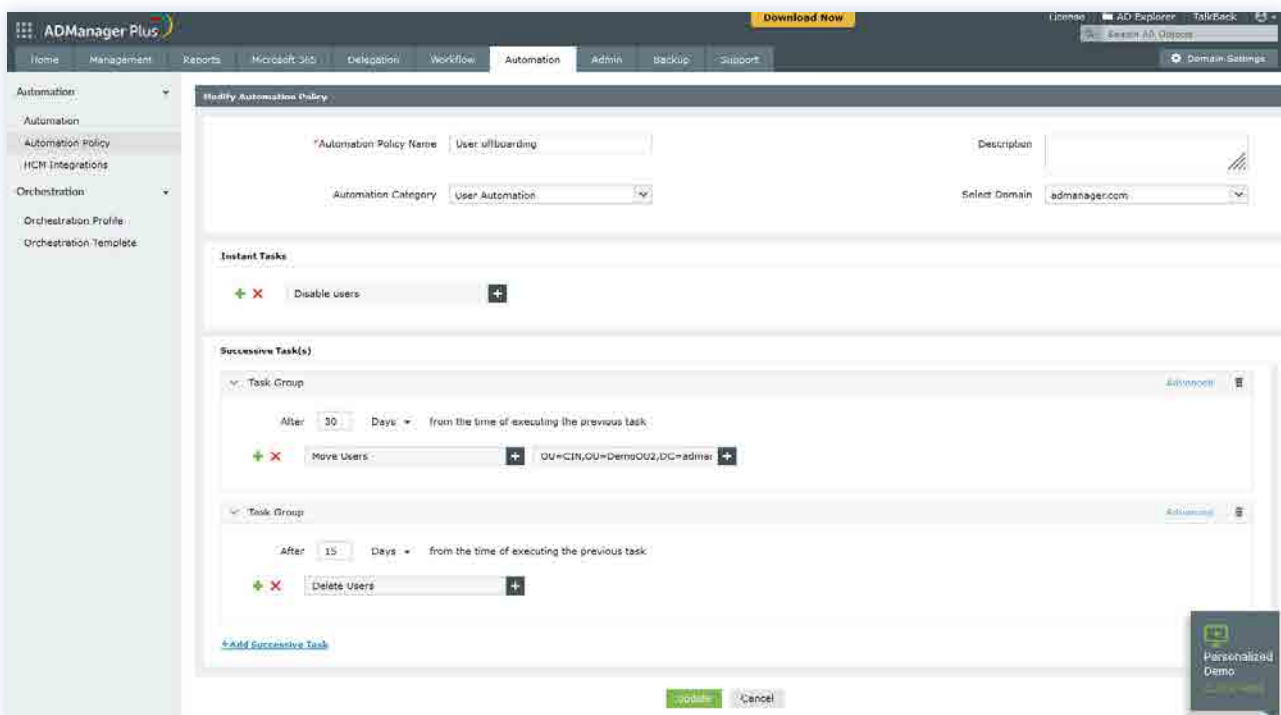 Download Now
License AD Explorer TalkBack
ADManager Plus
Search AD Objects
Home Management Reports Microsoft 365 Delegation Workflow Automation Admin Backup Support Domain Settings
Automation
Automation
Automation Policy
HCM Integrations
Orchestration
Orchestration Profile
Orchestration Template
Modify Automation Policy
*Automation Policy Name User offboarding Description
Automation Category User Automation Select Domain admanager.com
Instant Tasks
Disable users
Successive Task(s)
Task Group Advanced
After 30 Days from the time of executing the previous task
Move Users OU=CIN,OU=DemoOU2,DC=admar
Task Group Advanced
After 15 Days from the time of executing the previous task
Delete Users
+Add Successive Task
Update Cancel
Personalized
Demo